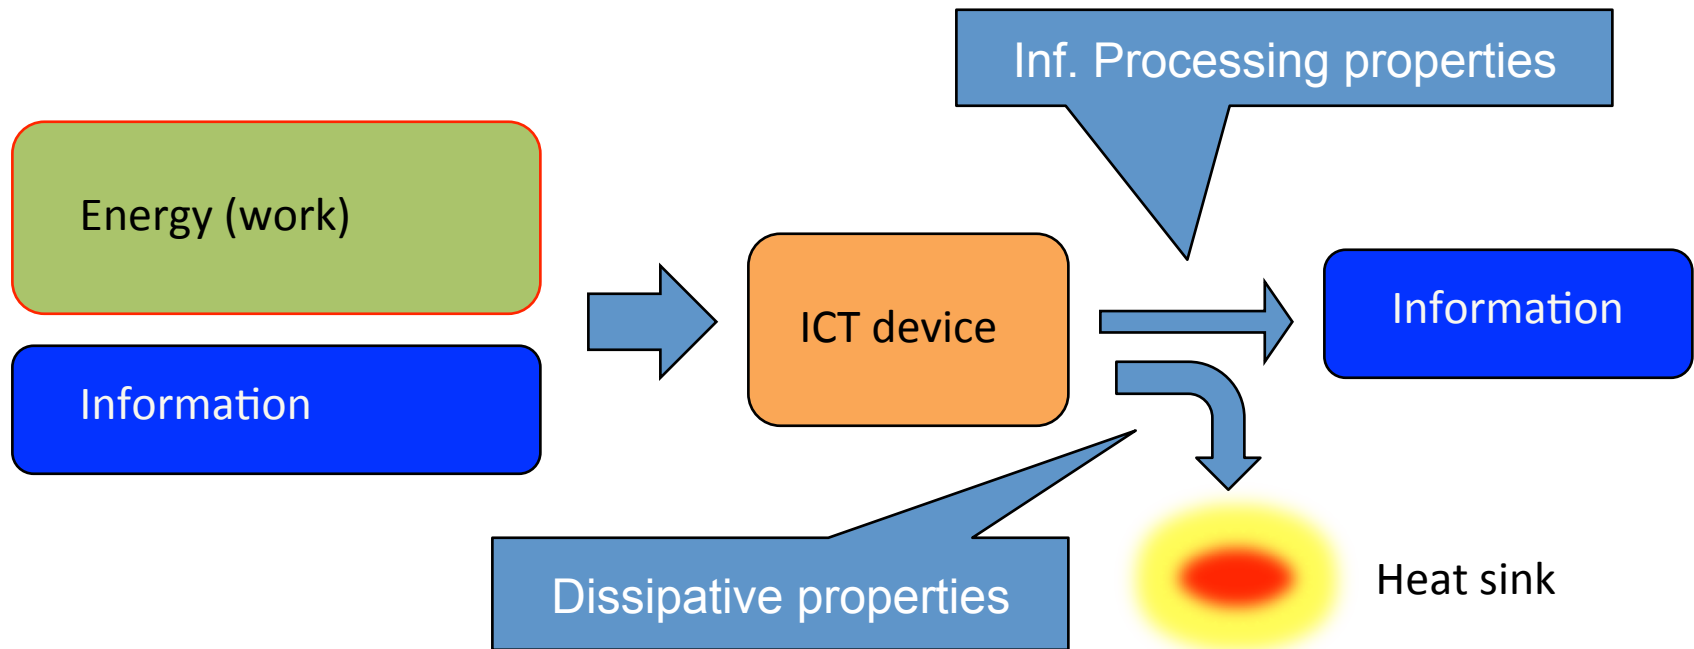 Inf. Processing properties
Energy (work)
Information
ICT device
Information
Dissipative properties
Heat sink